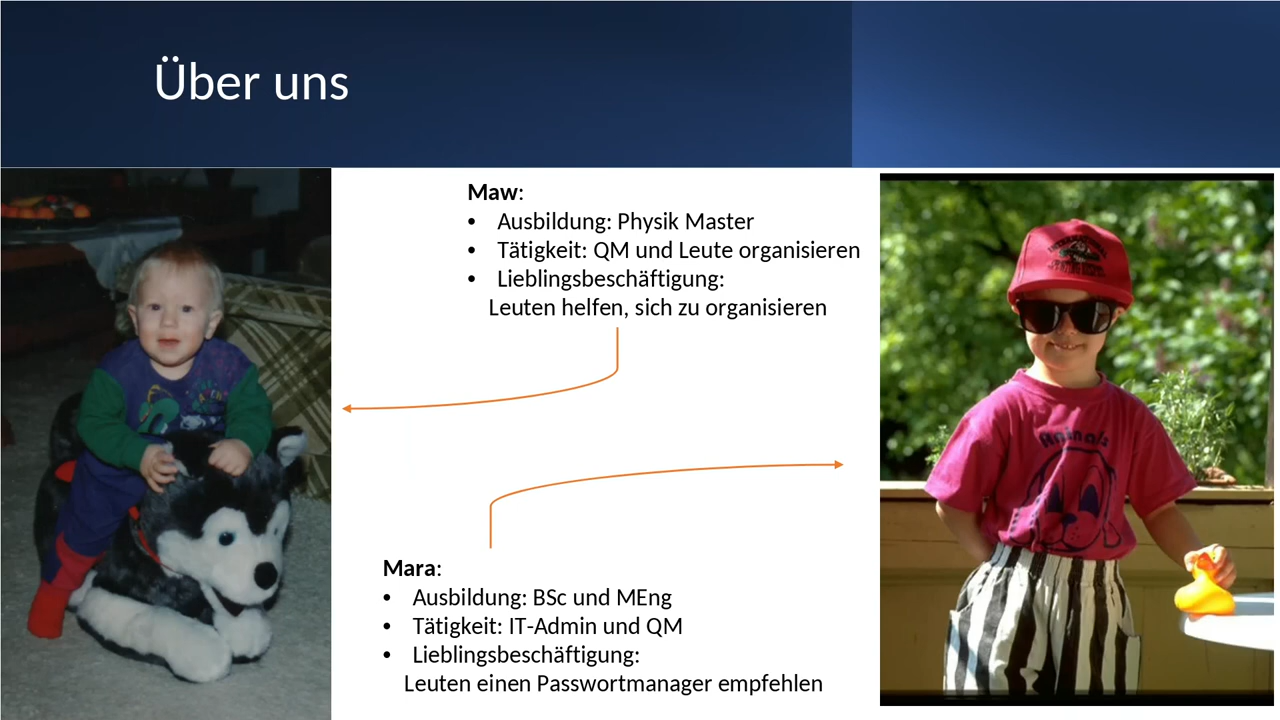 Über uns
Maw:
• Ausbildung: Physik Master
• Tätigkeit: QM und Leute organisieren
• Lieblingsbeschäftigung:
Leuten helfen, sich zu organisieren
Mara:
• Ausbildung: BSc und MEng
• Tätigkeit: IT-Admin und QM
• Lieblingsbeschäftigung:
Leuten einen Passwortmanager empfehlen
Animals